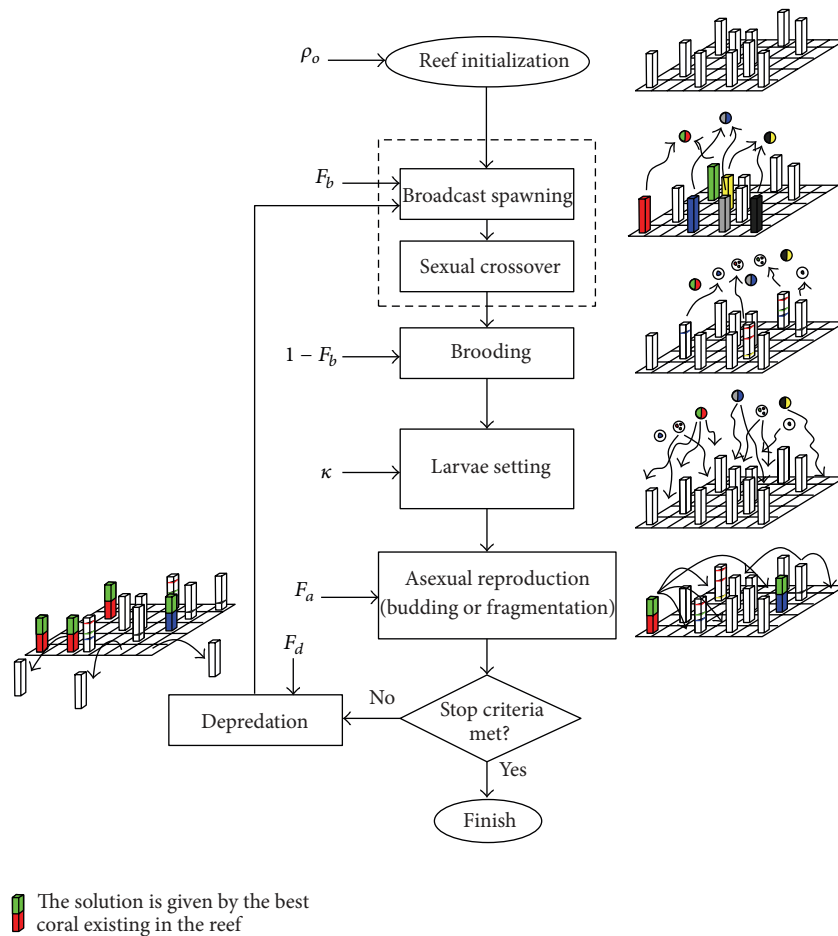 ρo
Reef initialization
Fb
Broadcast spawning
Sexual crossover
1 − Fb
Brooding
κ
Larvae setting
Fa
Asexual reproduction
(budding or fragmentation)
Fd
No
Stop criteria
met?
Depredation
Yes
Finish
The solution is given by the best
coral existing in the reef